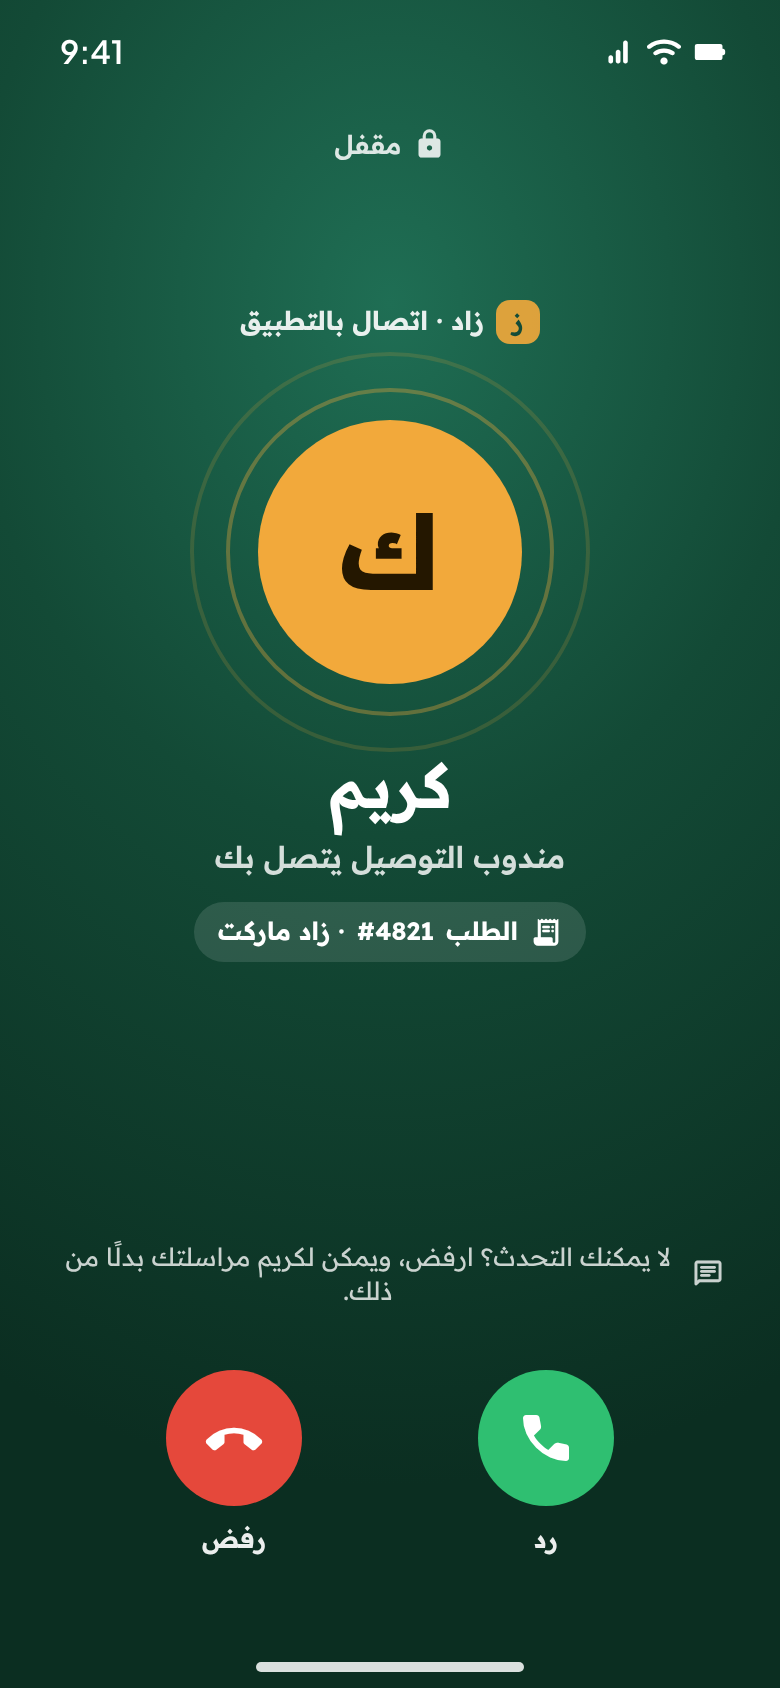 9:41
مقفل
ز
زاد · اتصال بالتطبيق
ك
كريم
مندوب التوصيل يتصل بك
الطلب #4821 · زاد ماركت
لا يمكنك التحدث؟ ارفض، ويمكن لكريم مراسلتك بدلًا من
ذلك.
رد
رفض